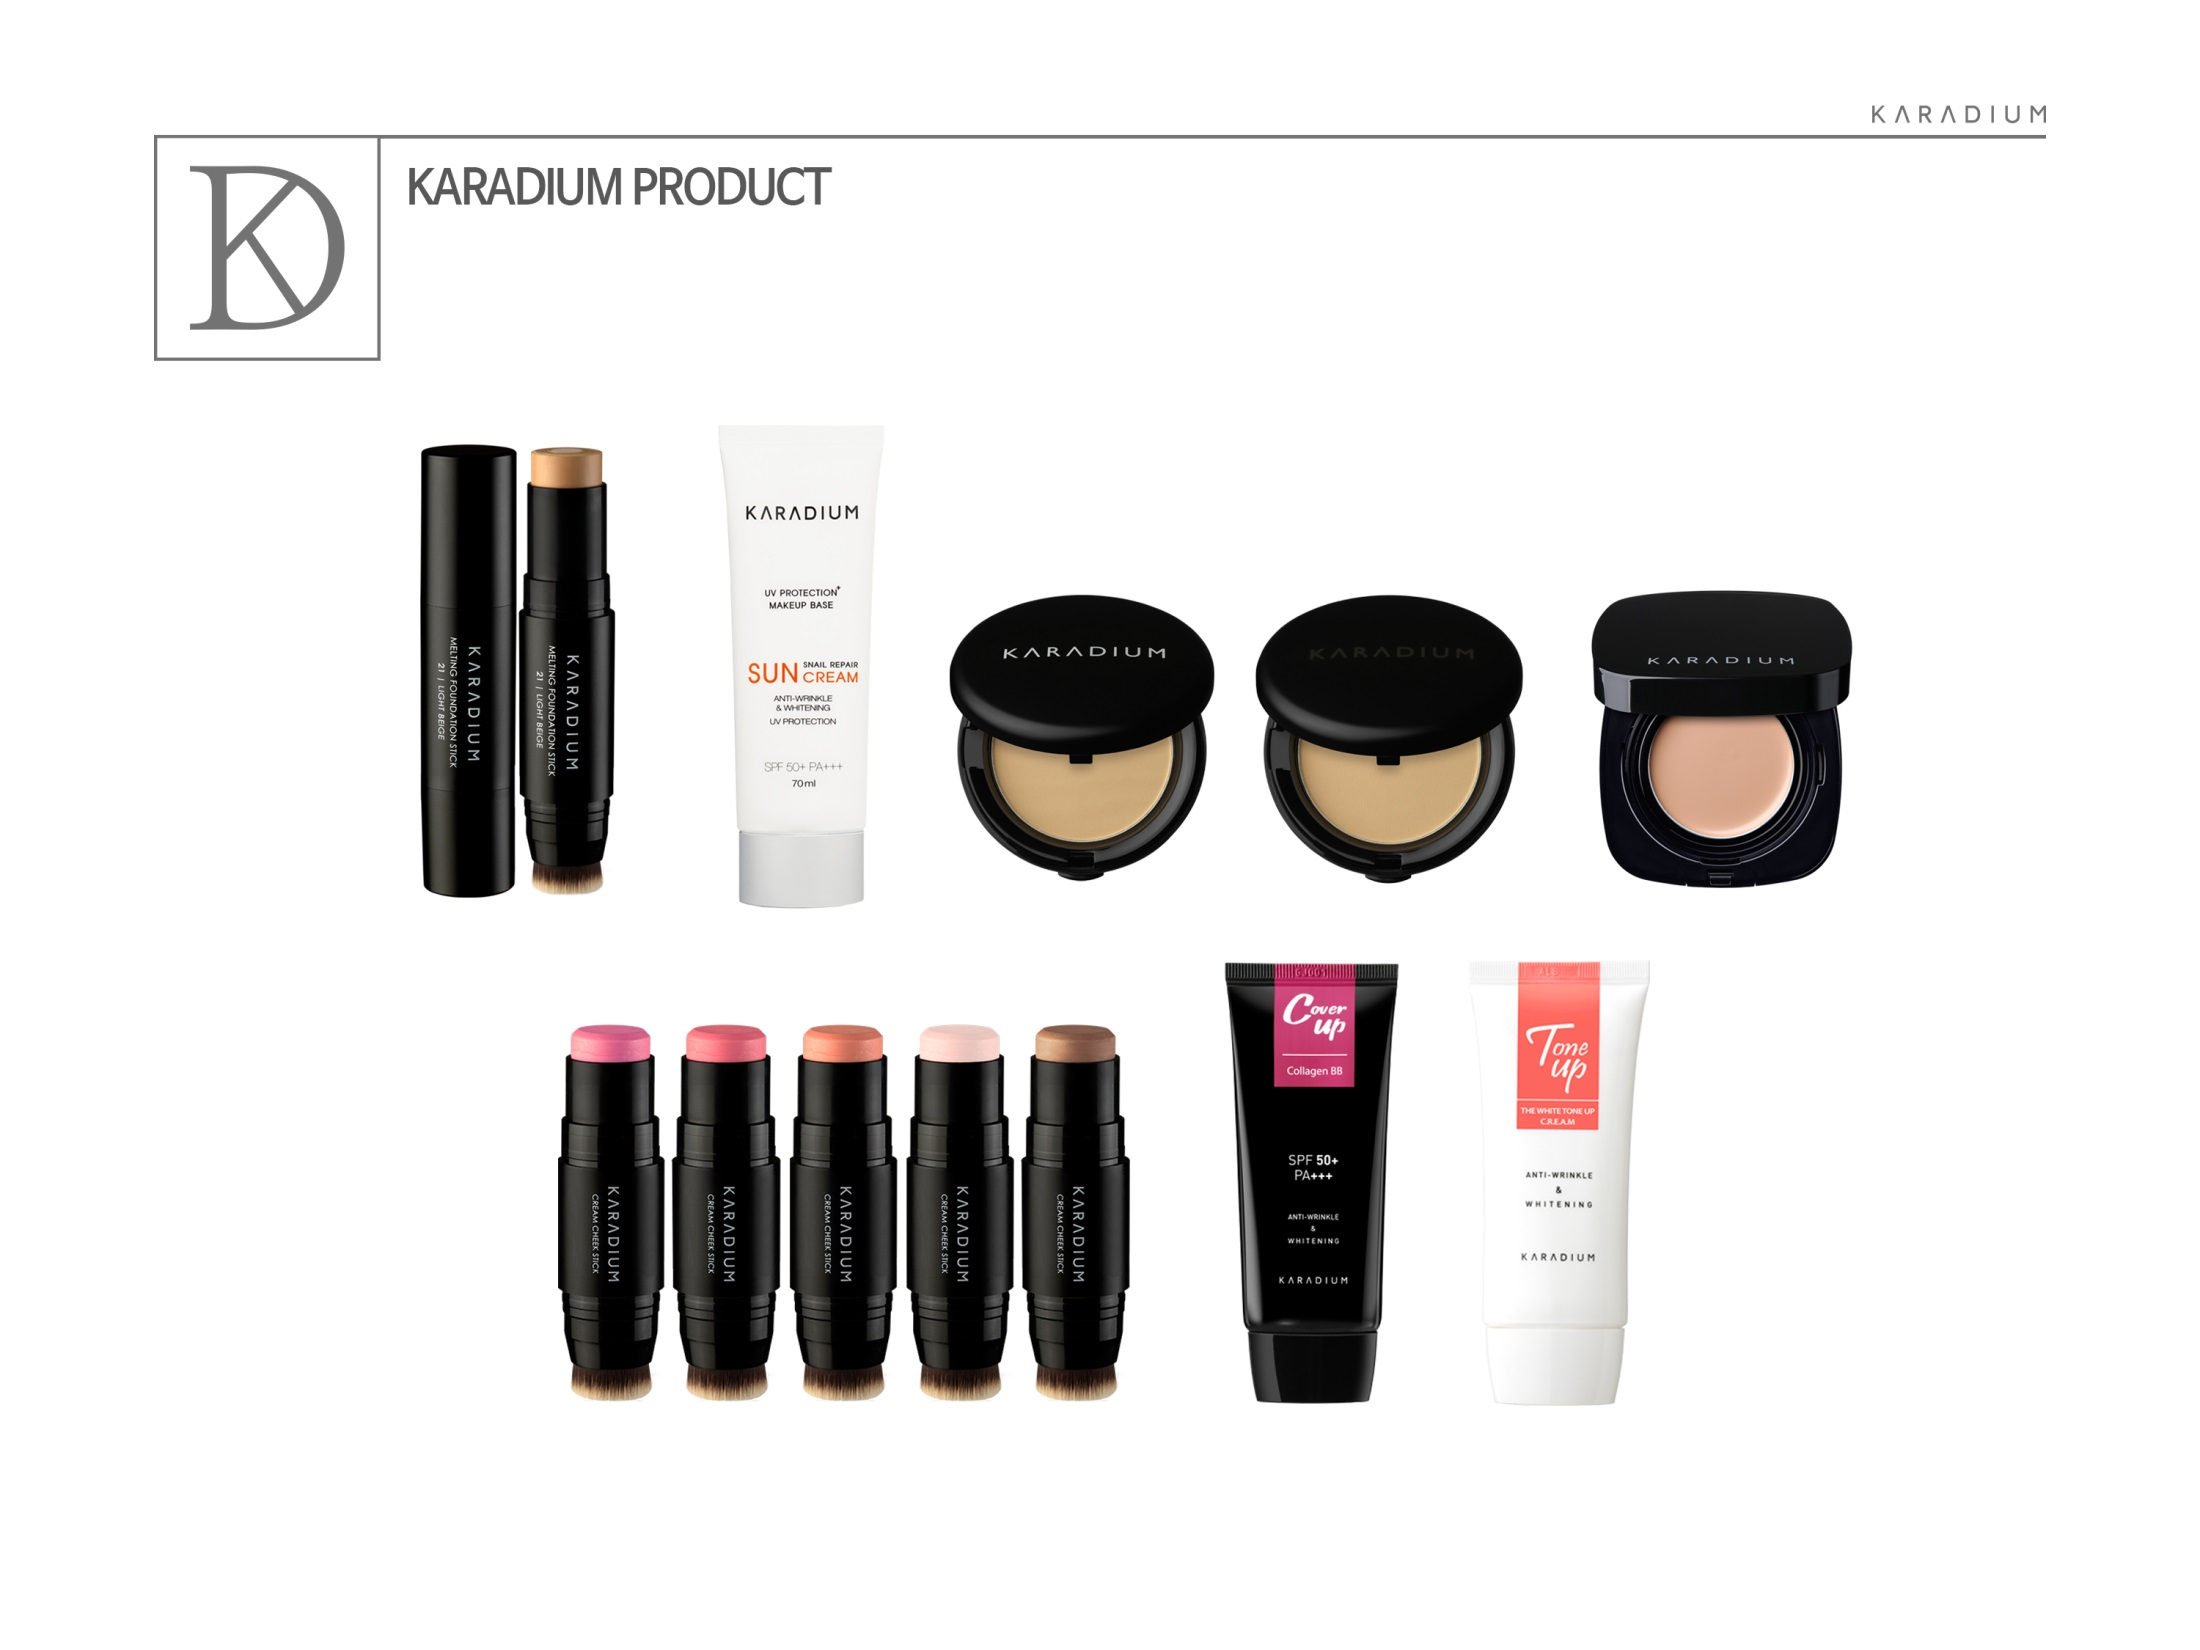 KARADIUM
KD
KARADIUM PRODUCT
KARADIUM
MELTING FOUNDATION STICK
21 | LIGHT BEIGE
KARADIUM
MELTING FOUNDATION STICK
21 | LIGHT BEIGE
KARADIUM
UV PROTECTION+
MAKEUP BASE
SUN SNAIL REPAIR
CREAM
ANTI-WRINKLE
& WHITENING
UV PROTECTION
SPF 50+ PA+++
70ml
KARADIUM
KARADIUM
KARADIUM
KARADIUM
CREAM CHEEK STICK
KARADIUM
CREAM CHEEK STICK
KARADIUM
CREAM CHEEK STICK
KARADIUM
CREAM CHEEK STICK
KARADIUM
CREAM CHEEK STICK
Cover
up
Collagen BB
SPF 50+
PA+++
ANTI-WRINKLE
&
WHITENING
KARADIUM
Tone
up
THE WHITE TONE UP
C.R.E.A.M
ANTI-WRINKLE
&
WHITENING
KARADIUM